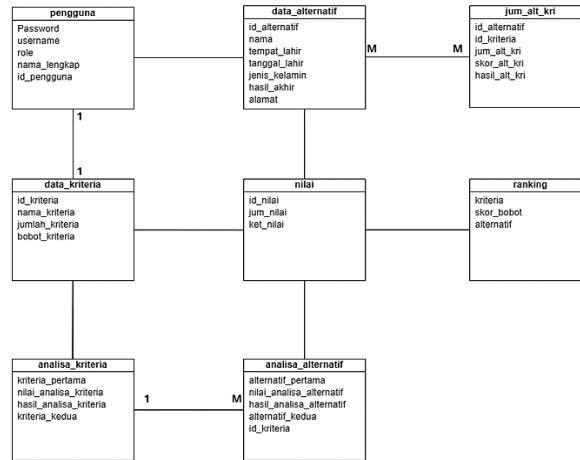 pengguna
Password
username
role
nama_lengkap
id_pengguna
data_alternatif
id_alternatif
nama
tempat_lahir
tanggal_lahir
jenis_kelamin
hasil_akhir
alamat
M
M
jum_alt_kri
id_alternatif
id_kriteria
jum_alt_kri
skor_alt_kri
hasil_alt_kri
1
1
data_kriteria
id_kriteria
nama_kriteria
jumlah_kriteria
bobot_kriteria
nilai
id_nilai
jum_nilai
ket_nilai
ranking
kriteria
skor_bobot
alternatif
analisa_kriteria
kriteria_pertama
nilai_analisa_kriteria
hasil_analisa_kriteria
kriteria_kedua
1
M
analisa_alternatif
alternatif_pertama
nilai_analisa_alternatif
hasil_analisa_alternatif
alternatif_kedua
id_kriteria